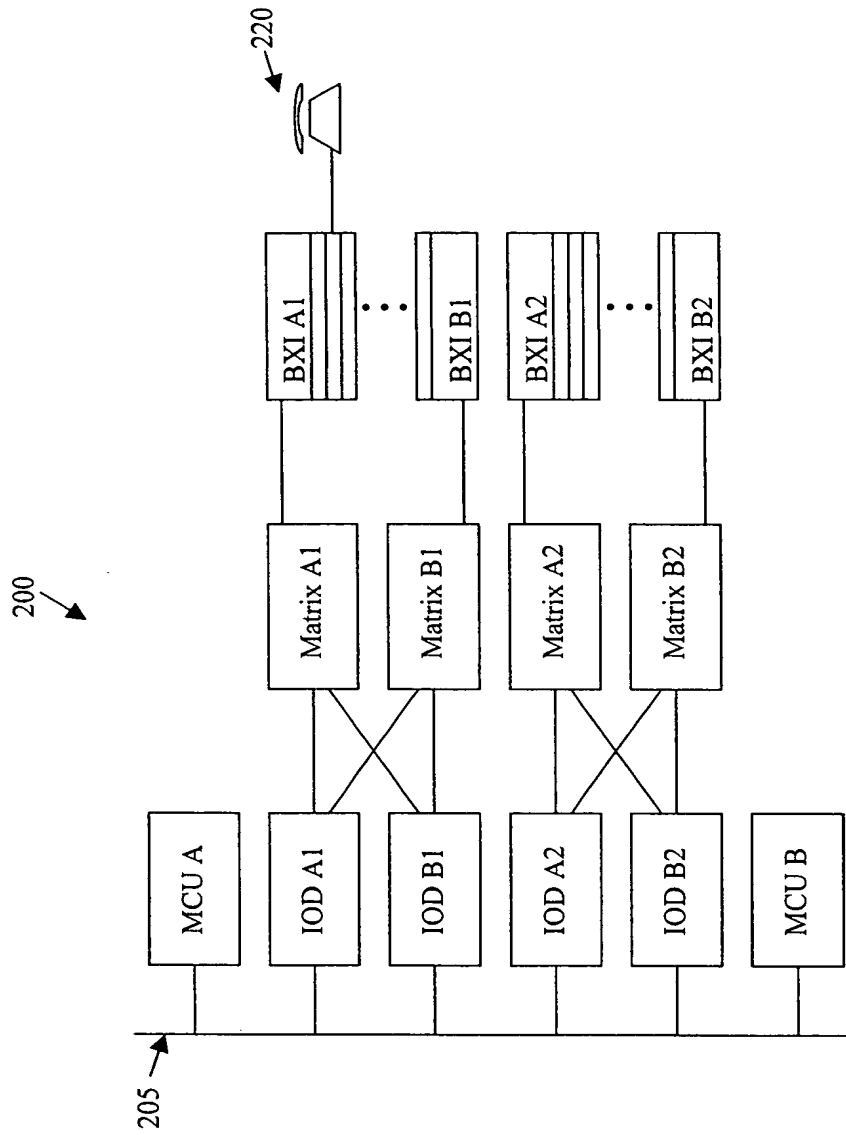 200
220
205
MCU A
IOD A1
IOD B1
IOD A2
IOD B2
MCU B
Matrix A1
Matrix B1
Matrix A2
Matrix B2
BXI A1
BXI B1
BXI A2
BXI B2